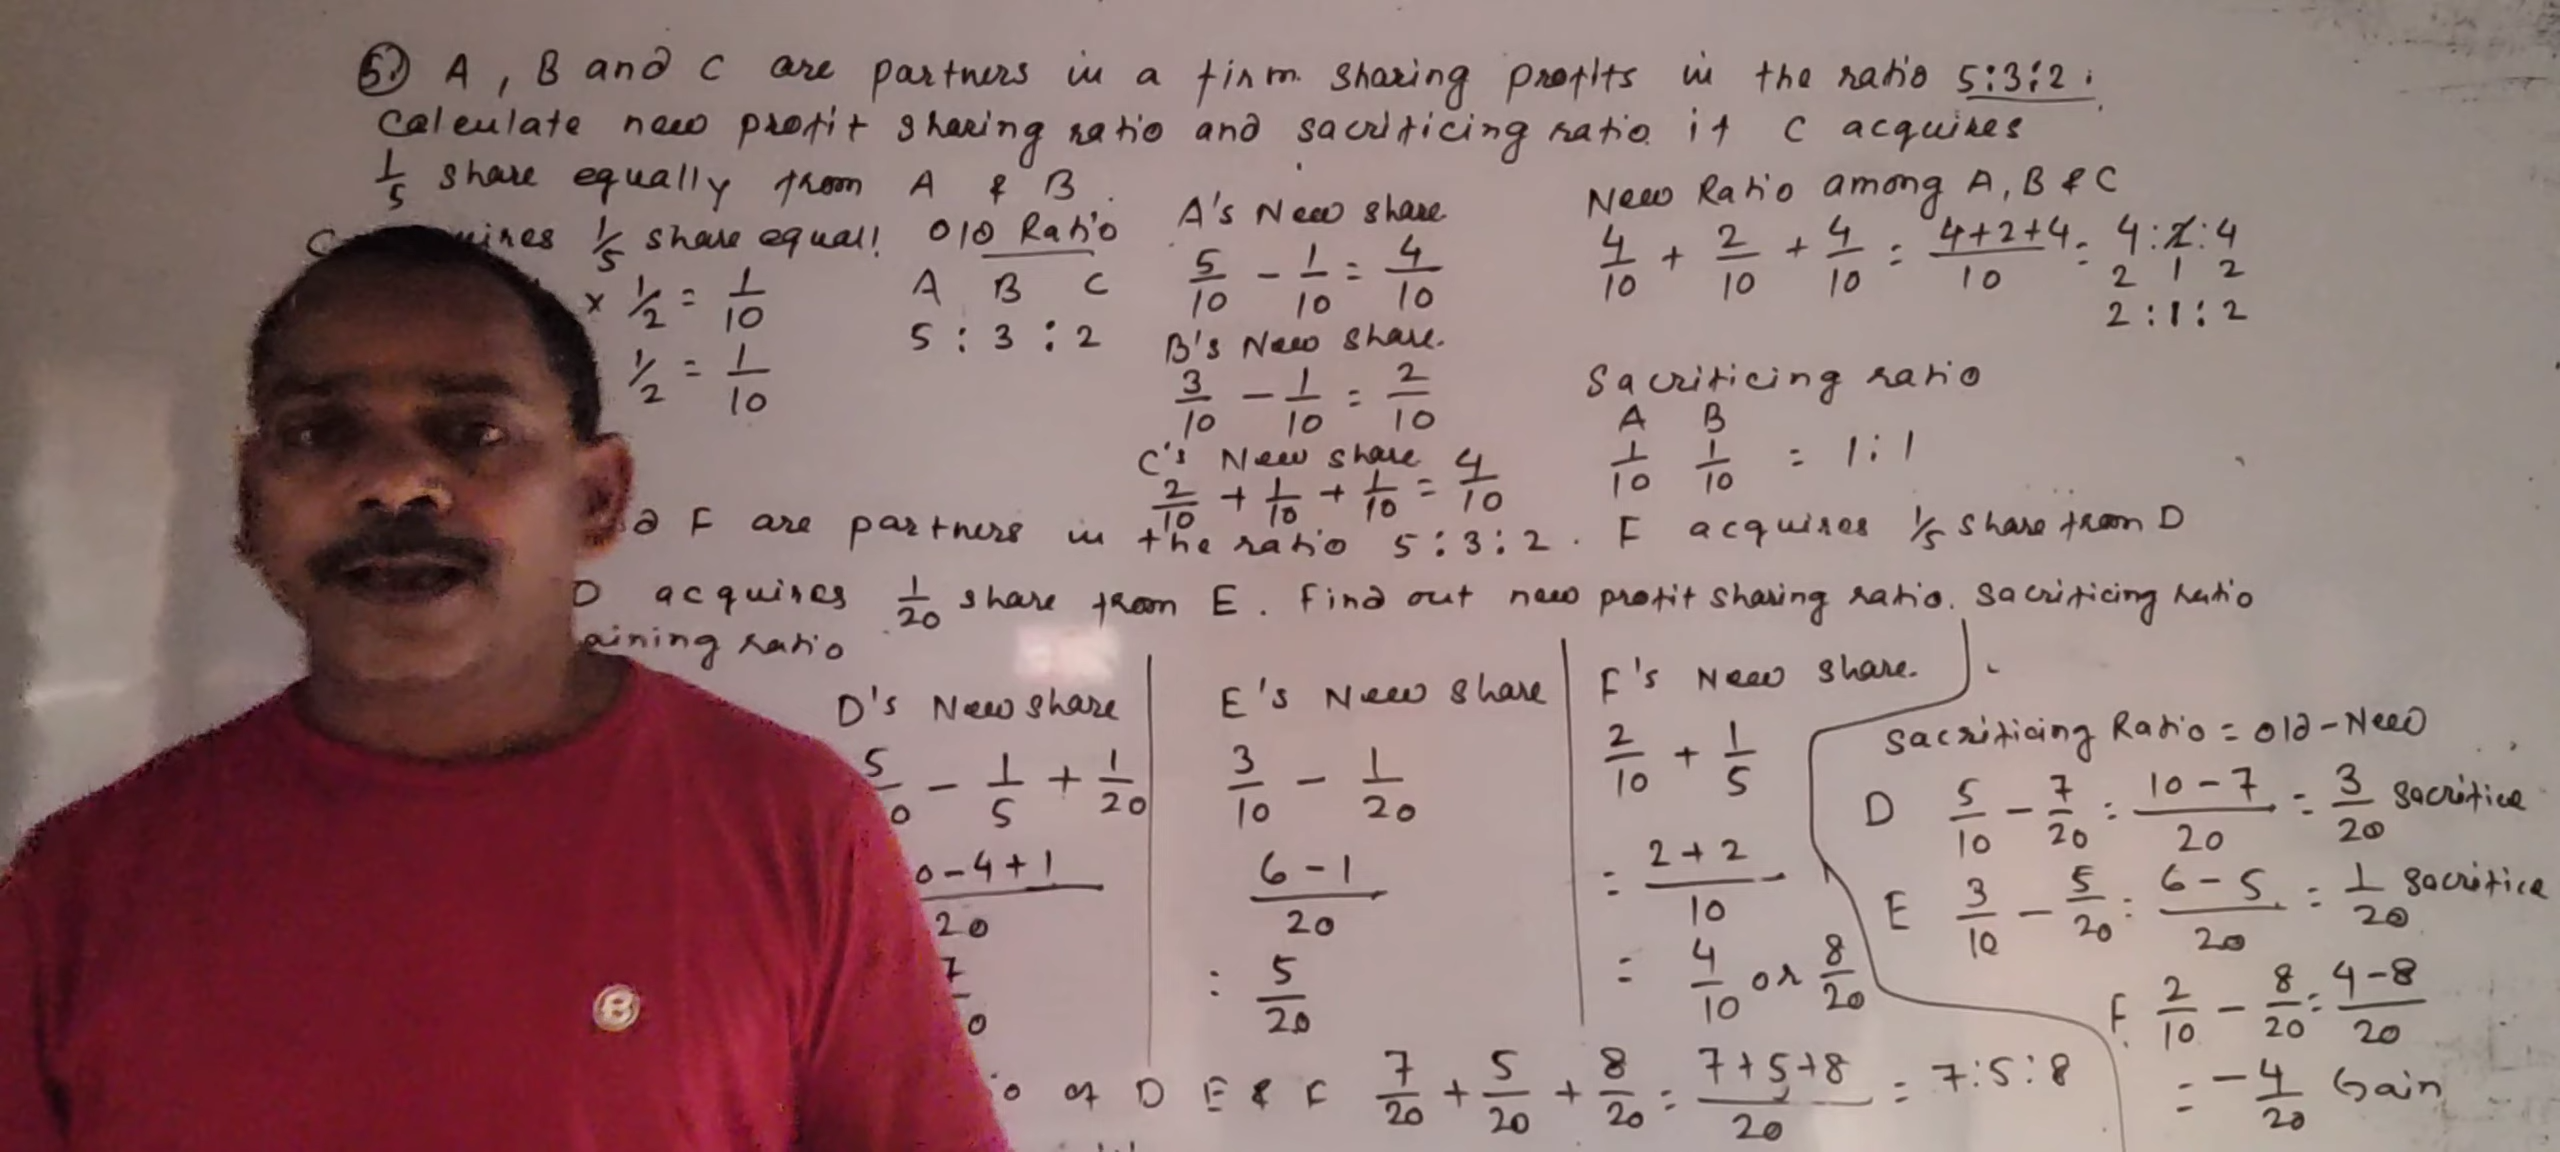 5) A, B and C are partners in a firm sharing profits in the ratio 5:3:2.
Calculate new profit sharing ratio and sacrificing ratio if C acquires
1/5 share equally from A & B.
1/5 share equal! Old Ratio
x 1/2 = 1/10 A B C
1/2 = 1/10 5 : 3 : 2
A's New share
5/10 - 1/10 = 4/10
B's New share.
3/10 - 1/10 = 2/10
C's New share
2/10 + 1/10 + 1/10 = 4/10
New Ratio among A, B & C
4/10 + 2/10 + 4/10 = 4+2+4/10 = 4:2:4
2 1 2
2:1:2
Sacrificing ratio
A B
1/10 1/10 = 1:1
F are partners in the ratio 5:3:2. F acquires 1/5 share from D
D acquires 1/20 share from E. Find out new profit sharing ratio. Sacrificing ratio
aining ratio
D's New share
5/0 - 1/5 + 1/20
0-4+1/20
7/0
E's New share
3/10 - 1/20
6-1/20
= 5/20
F's New share.
2/10 + 1/5
= 2+2/10
= 4/10 or 8/20
Sacrificing Ratio = Old - New
D 5/10 - 7/20 = 10-7/20 = 3/20 Sacrifice
E 3/10 - 5/20 = 6-5/20 = 1/20 Sacrifice
F 2/10 - 8/20 = 4-8/20
= -4/20 Gain
o of D E & F 7/20 + 5/20 + 8/20 = 7+5+8/20 = 7:5:8
B